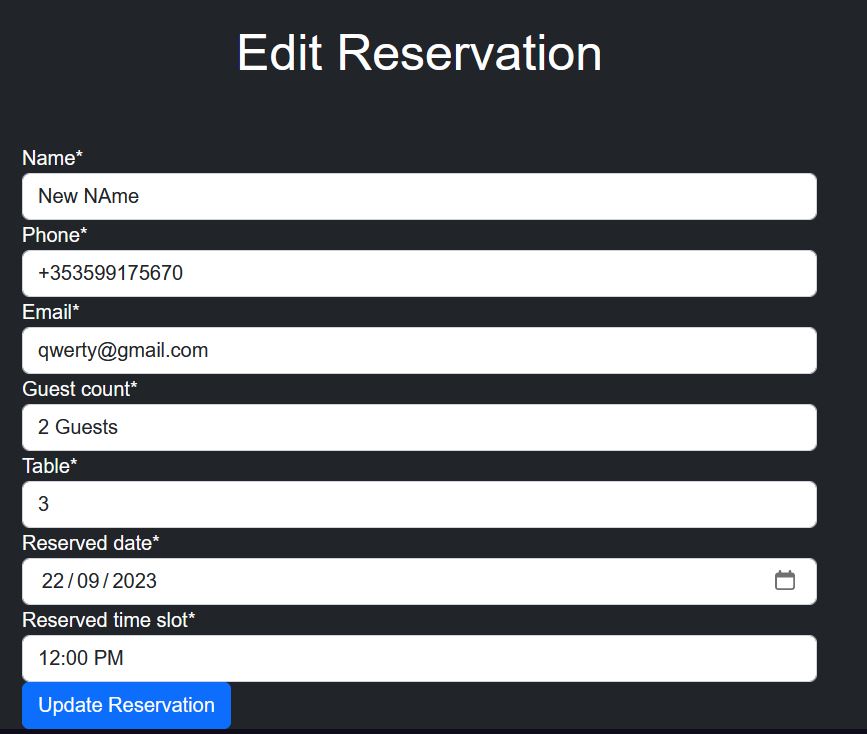 Edit Reservation
Name*
New NAme
Phone*
+353599175670
Email*
qwerty@gmail.com
Guest count*
2 Guests
Table*
3
Reserved date*
22/09/2023
Reserved time slot*
12:00 PM
Update Reservation